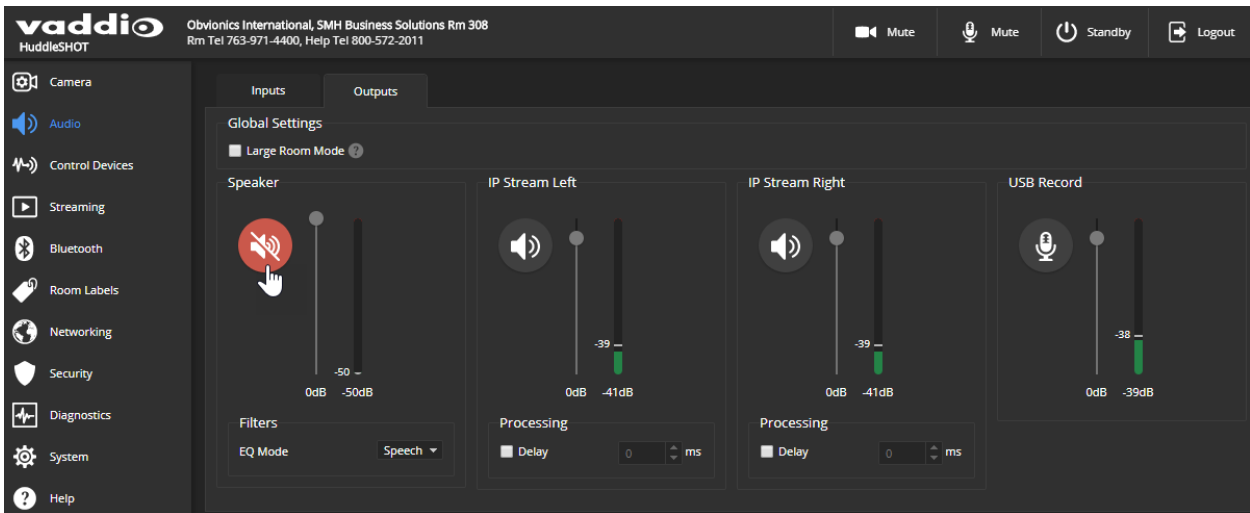 vaddio
HuddleSHOT
Obvionics International, SMH Business Solutions Rm 308
Rm Tel 763-971-4400, Help Tel 800-572-2011
Mute
Mute
Standby
Logout
Camera
Audio
Control Devices
Streaming
Bluetooth
Room Labels
Networking
Security
Diagnostics
System
Help
Inputs
Outputs
Global Settings
Large Room Mode ?
Speaker
-50
0dB -50dB
Filters
EQ Mode Speech
IP Stream Left
-39
0dB -41dB
Processing
Delay 0 ms
IP Stream Right
-39
0dB -41dB
Processing
Delay 0 ms
USB Record
-38
0dB -39dB